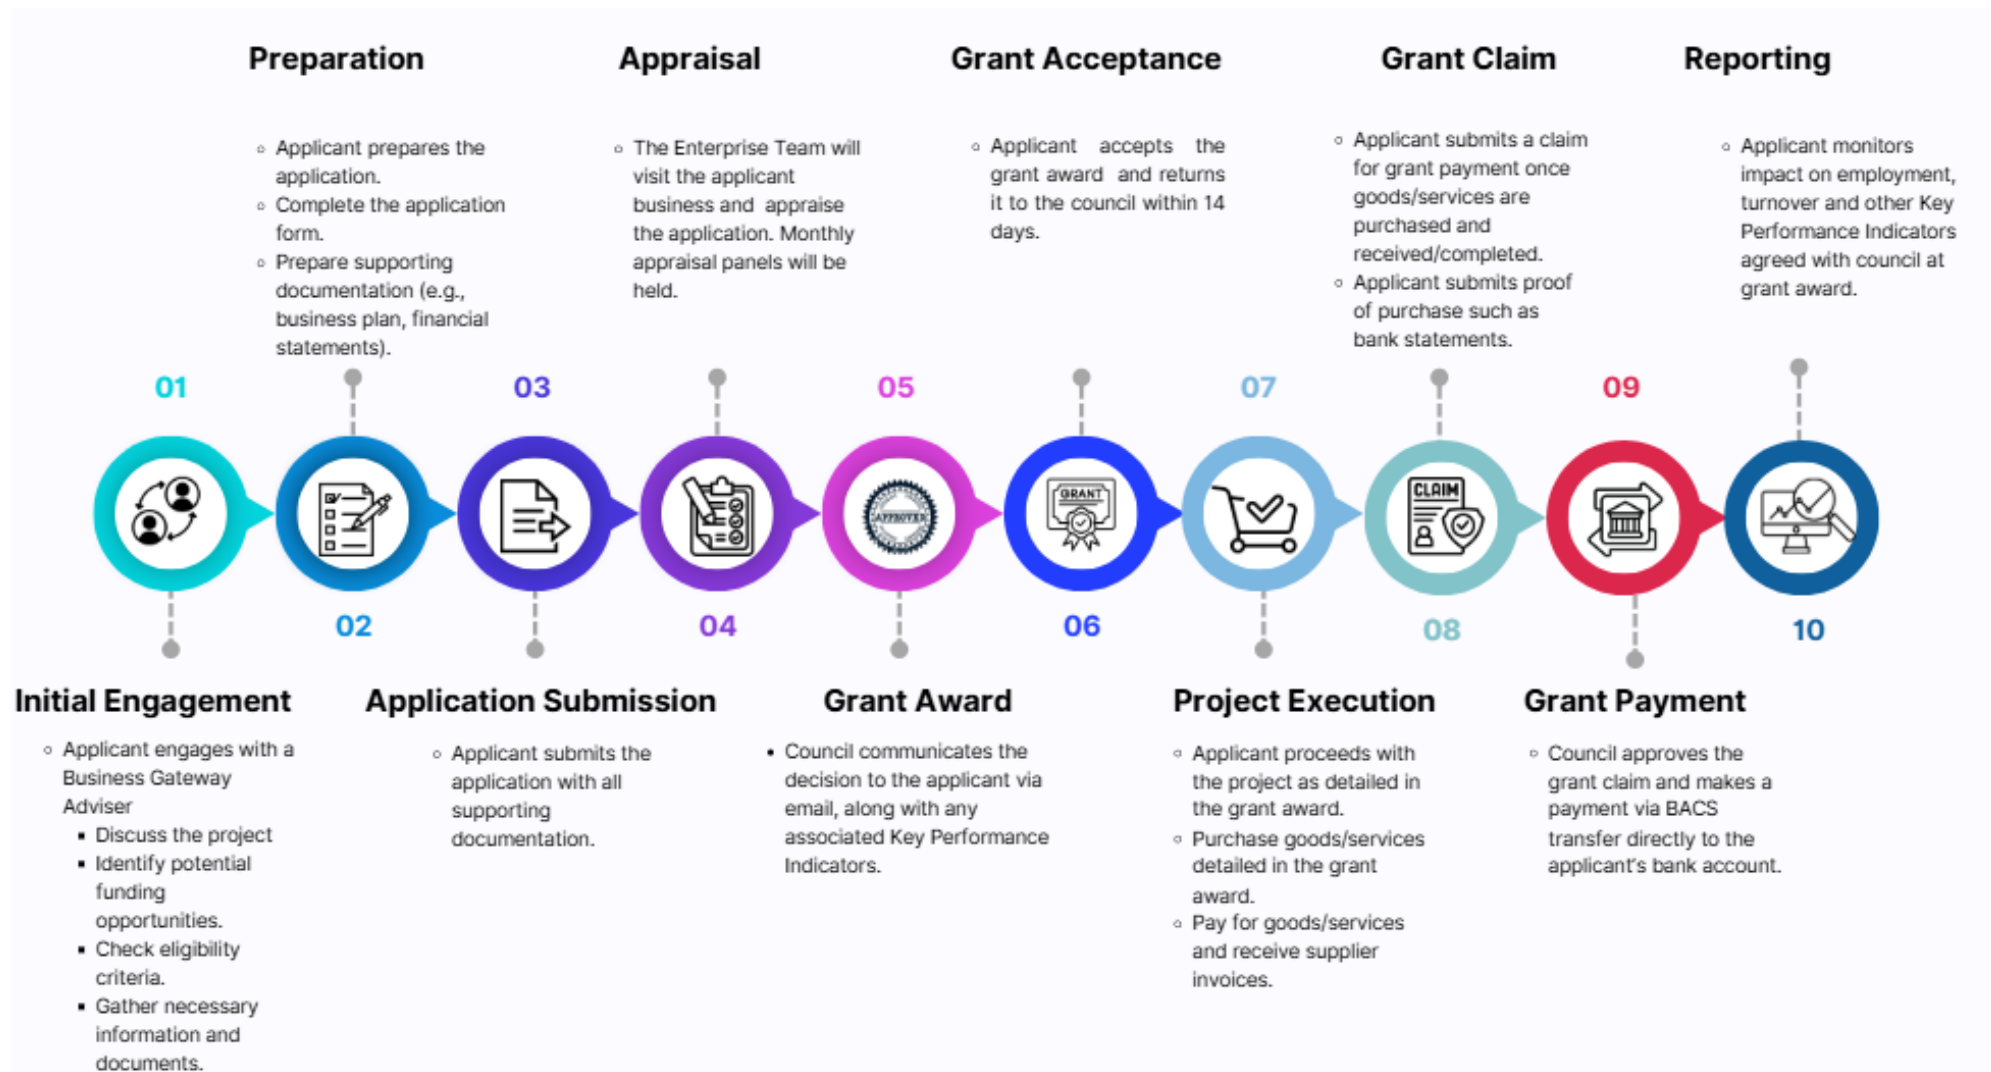 Preparation
Applicant prepares the
application.
Complete the application
form.
Prepare supporting
documentation (e.g.,
business plan, financial
statements).
Appraisal
The Enterprise Team will
visit the applicant
business and appraise
the application. Monthly
appraisal panels will be
held.
Grant Acceptance
Applicant accepts the
grant award and returns
it to the council within 14
days.
Grant Claim
Applicant submits a claim
for grant payment once
goods/services are
purchased and
received/completed.
Applicant submits proof
of purchase such as
bank statements.
Reporting
Applicant monitors
impact on employment,
turnover and other Key
Performance Indicators
agreed with council at
grant award.
01
03
05
07
09
APPROVED
GRANT
CLAIM
02
04
06
08
10
Initial Engagement
Applicant engages with a
Business Gateway
Adviser
Discuss the project
Identify potential
funding
opportunities.
Check eligibility
criteria.
Gather necessary
information and
documents.
Application Submission
Applicant submits the
application with all
supporting
documentation.
Grant Award
Council communicates the
decision to the applicant via
email, along with any
associated Key Performance
Indicators.
Project Execution
Applicant proceeds with
the project as detailed in
the grant award.
Purchase goods/services
detailed in the grant
award.
Pay for goods/services
and receive supplier
invoices.
Grant Payment
Council approves the
grant claim and makes a
payment via BACS
transfer directly to the
applicant's bank account.